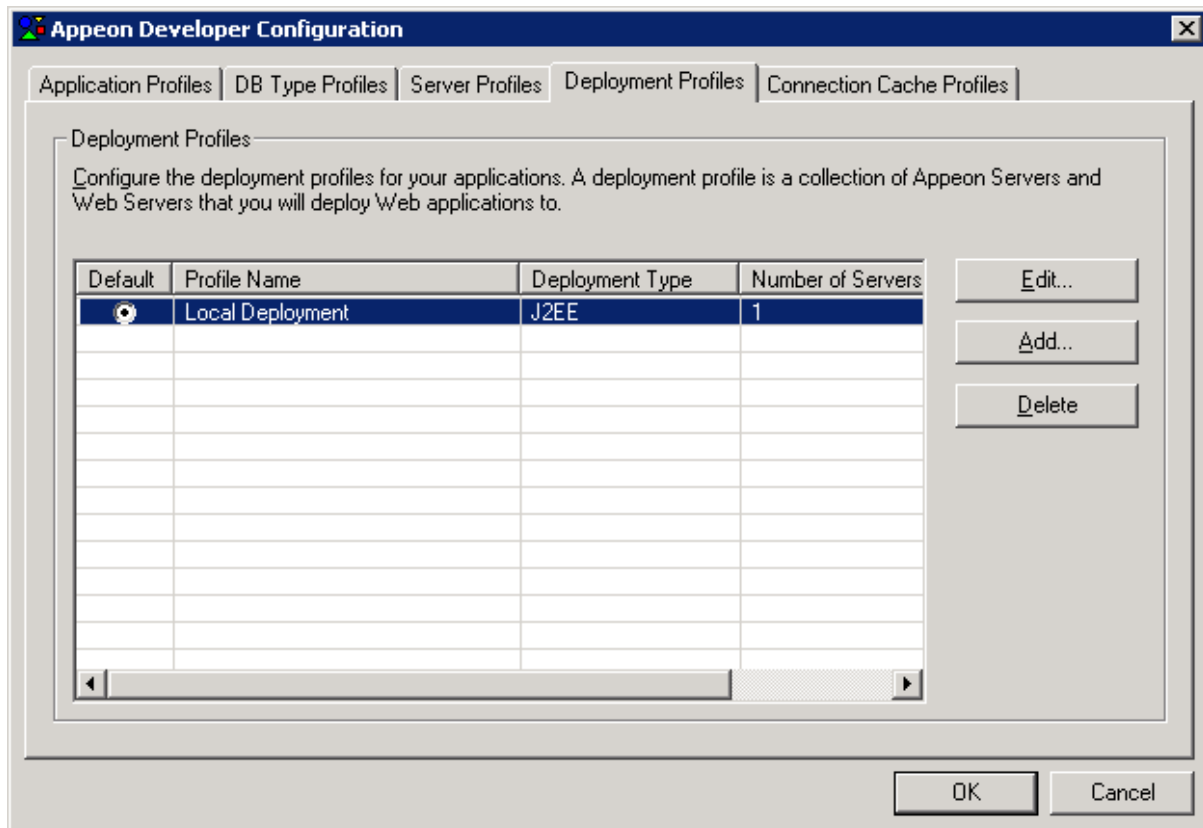 Appeon Developer Configuration
Application Profiles DB Type Profiles Server Profiles Deployment Profiles Connection Cache Profiles
Deployment Profiles
Configure the deployment profiles for your applications. A deployment profile is a collection of Appeon Servers and
Web Servers that you will deploy Web applications to.
Default Profile Name Deployment Type Number of Servers
Local Deployment J2EE 1
Edit...
Add...
Delete
OK Cancel